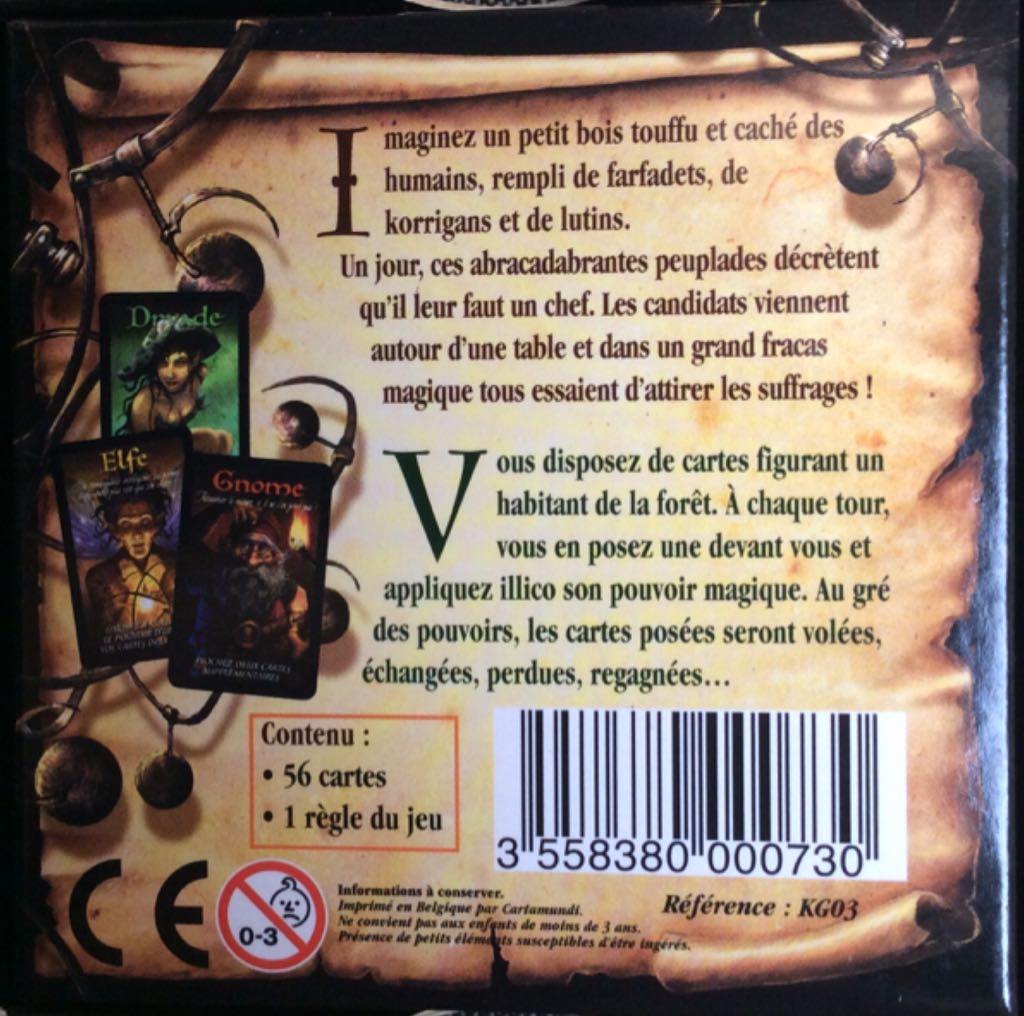 Imaginez un petit bois touffu et caché des
humains, rempli de farfadets, de
korrigans et de lutins.
Un jour, ces abracadabrantes peuplades décrètent
qu'il leur faut un chef. Les candidats viennent
autour d'une table et dans un grand fracas
magique tous essaient d'attirer les suffrages !
Dryade
Elfe
Gnome
PIOCHEZ DEUX CARTES
SUPPLÉMENTAIRES
Vous disposez de cartes figurant un
habitant de la forêt. À chaque tour,
vous en posez une devant vous et
appliquez illico son pouvoir magique. Au gré
des pouvoirs, les cartes posées seront volées,
échangées, perdues, regagnées...
Contenu :
• 56 cartes
• 1 règle du jeu
3 558380 000730
CE
0-3
Informations à conserver.
Imprimé en Belgique par Cartamundi.
Ne convient pas aux enfants de moins de 3 ans.
Présence de petits éléments susceptibles d'être ingérés.
Référence : KG03